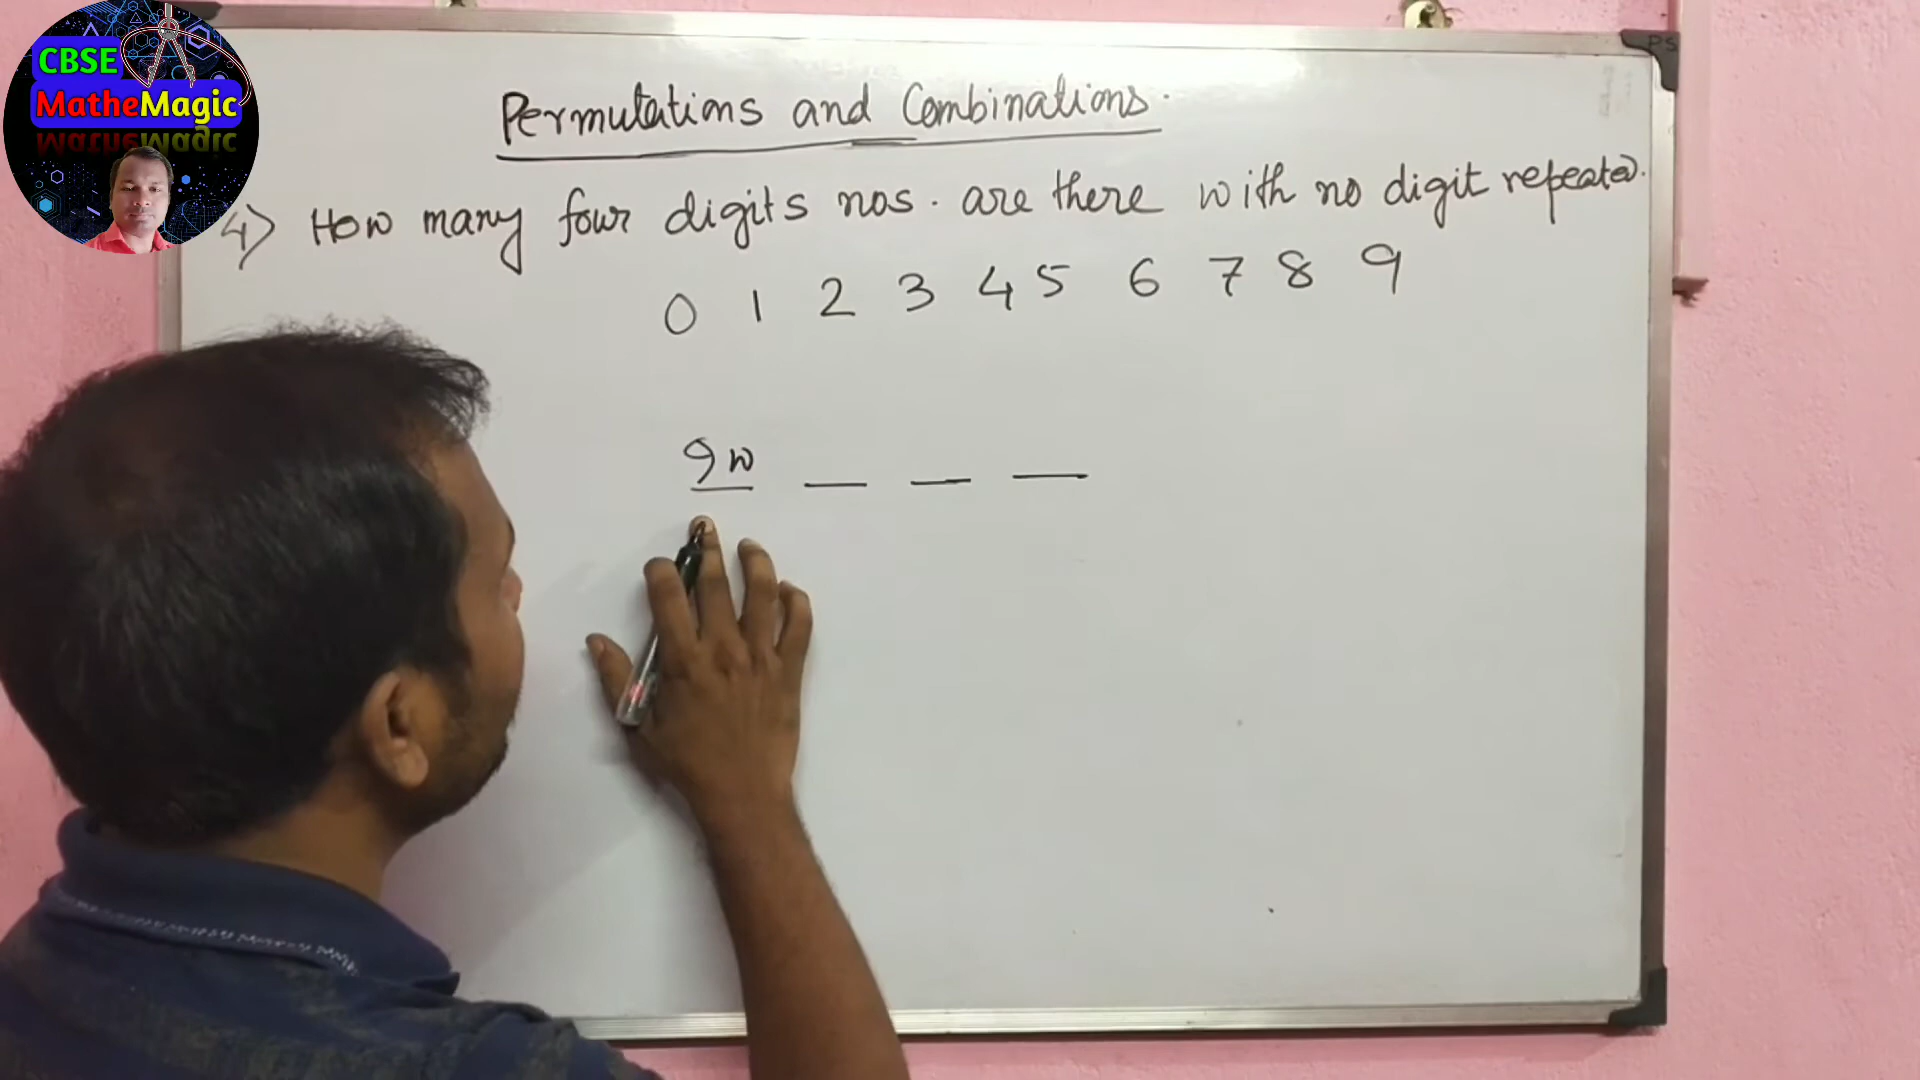 CBSE
MatheMagic
PS
Permutations and Combinations.
4) How many four digits nos. are there with no digit repeated.
0 1 2 3 4 5 6 7 8 9
9w _ _ _